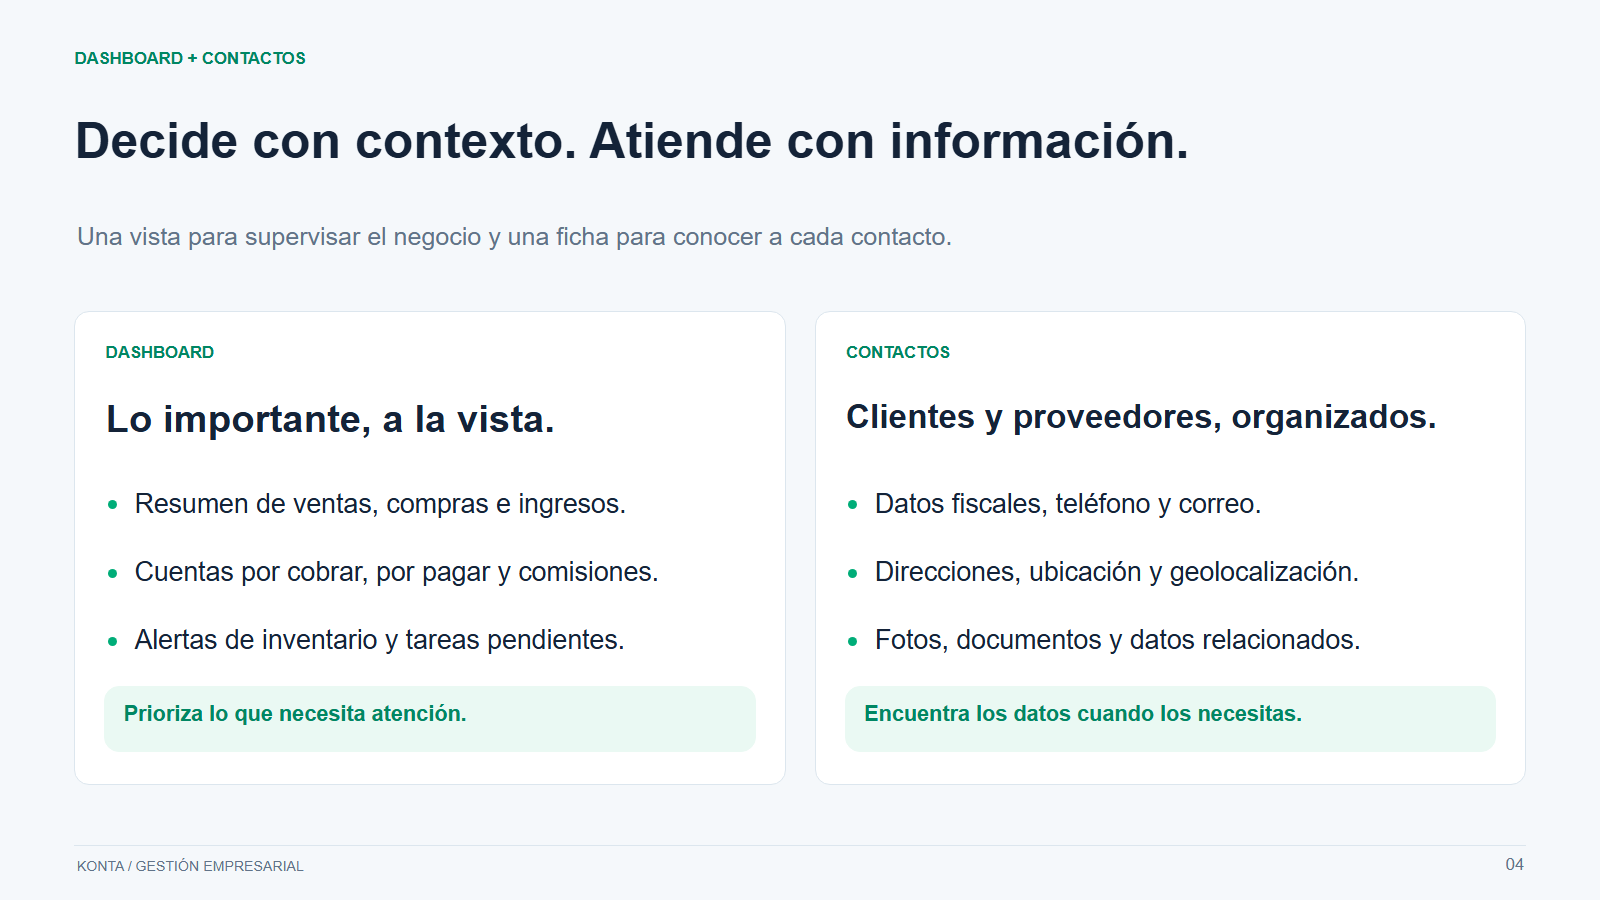 DASHBOARD + CONTACTOS
Decide con contexto. Atiende con información.
Una vista para supervisar el negocio y una ficha para conocer a cada contacto.
DASHBOARD
Lo importante, a la vista.
• Resumen de ventas, compras e ingresos.
• Cuentas por cobrar, por pagar y comisiones.
• Alertas de inventario y tareas pendientes.
Prioriza lo que necesita atención.
CONTACTOS
Clientes y proveedores, organizados.
• Datos fiscales, teléfono y correo.
• Direcciones, ubicación y geolocalización.
• Fotos, documentos y datos relacionados.
Encuentra los datos cuando los necesitas.
KONTA / GESTIÓN EMPRESARIAL
04